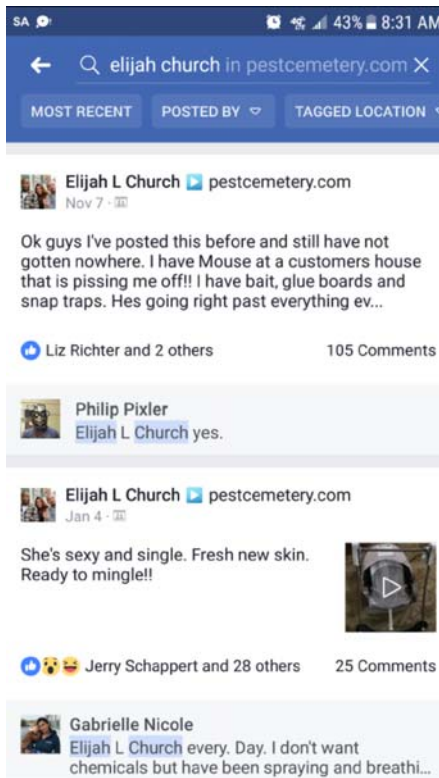 SA 43% 8:31 AM
elijah church in pestcemetery.com
MOST RECENT POSTED BY TAGGED LOCATION
Elijah L Church pestcemetery.com
Nov 7
Ok guys I've posted this before and still have not
gotten nowhere. I have Mouse at a customers house
that is pissing me off!! I have bait, glue boards and
snap traps. Hes going right past everything ev...
Liz Richter and 2 others 105 Comments
Philip Pixler
Elijah L Church yes.
Elijah L Church pestcemetery.com
Jan 4
She's sexy and single. Fresh new skin.
Ready to mingle!!
Jerry Schappert and 28 others 25 Comments
Gabrielle Nicole
Elijah L Church every. Day. I don't want
chemicals but have been spraying and breathi...